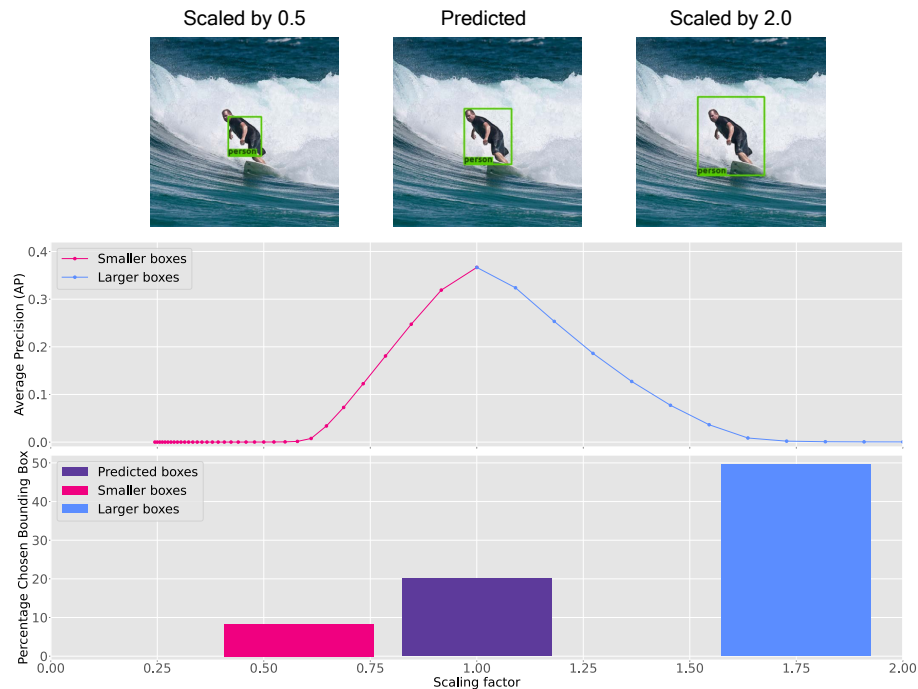 Scaled by 0.5 Predicted Scaled by 2.0
person person person
Average Precision (AP)
0.4
0.3
0.2
0.1
0.0
Smaller boxes
Larger boxes
Percentage Chosen Bounding Box
50
40
30
20
10
0
Predicted boxes
Smaller boxes
Larger boxes
0.00 0.25 0.50 0.75 1.00 1.25 1.50 1.75 2.00
Scaling factor